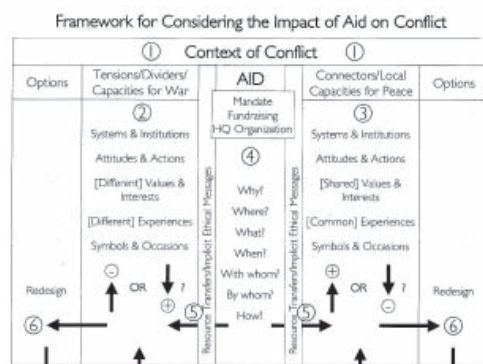 Framework for Considering the Impact of Aid on Conflict
① Context of Conflict ①
Options
Tensions/Dividers/
Capacities for War
AID
Connectors/Local
Capacities for Peace
Options
②
Systems & Institutions
Attitudes & Actions
[Different] Values &
Interests
[Different] Experiences
Symbols & Occasions
- OR ?
+
Redesign
⑥
Resource Transfers/Implicit Ethical Messages
⑤
Mandate
Fundraising
HQ Organization
④
Why?
Where?
What?
When?
With whom?
By whom?
How?
Resource Transfers/Implicit Ethical Messages
⑤
③
Systems & Institutions
Attitudes & Actions
[Shared] Values &
Interests
[Common] Experiences
Symbols & Occasions
+ OR ?
-
Redesign
⑥